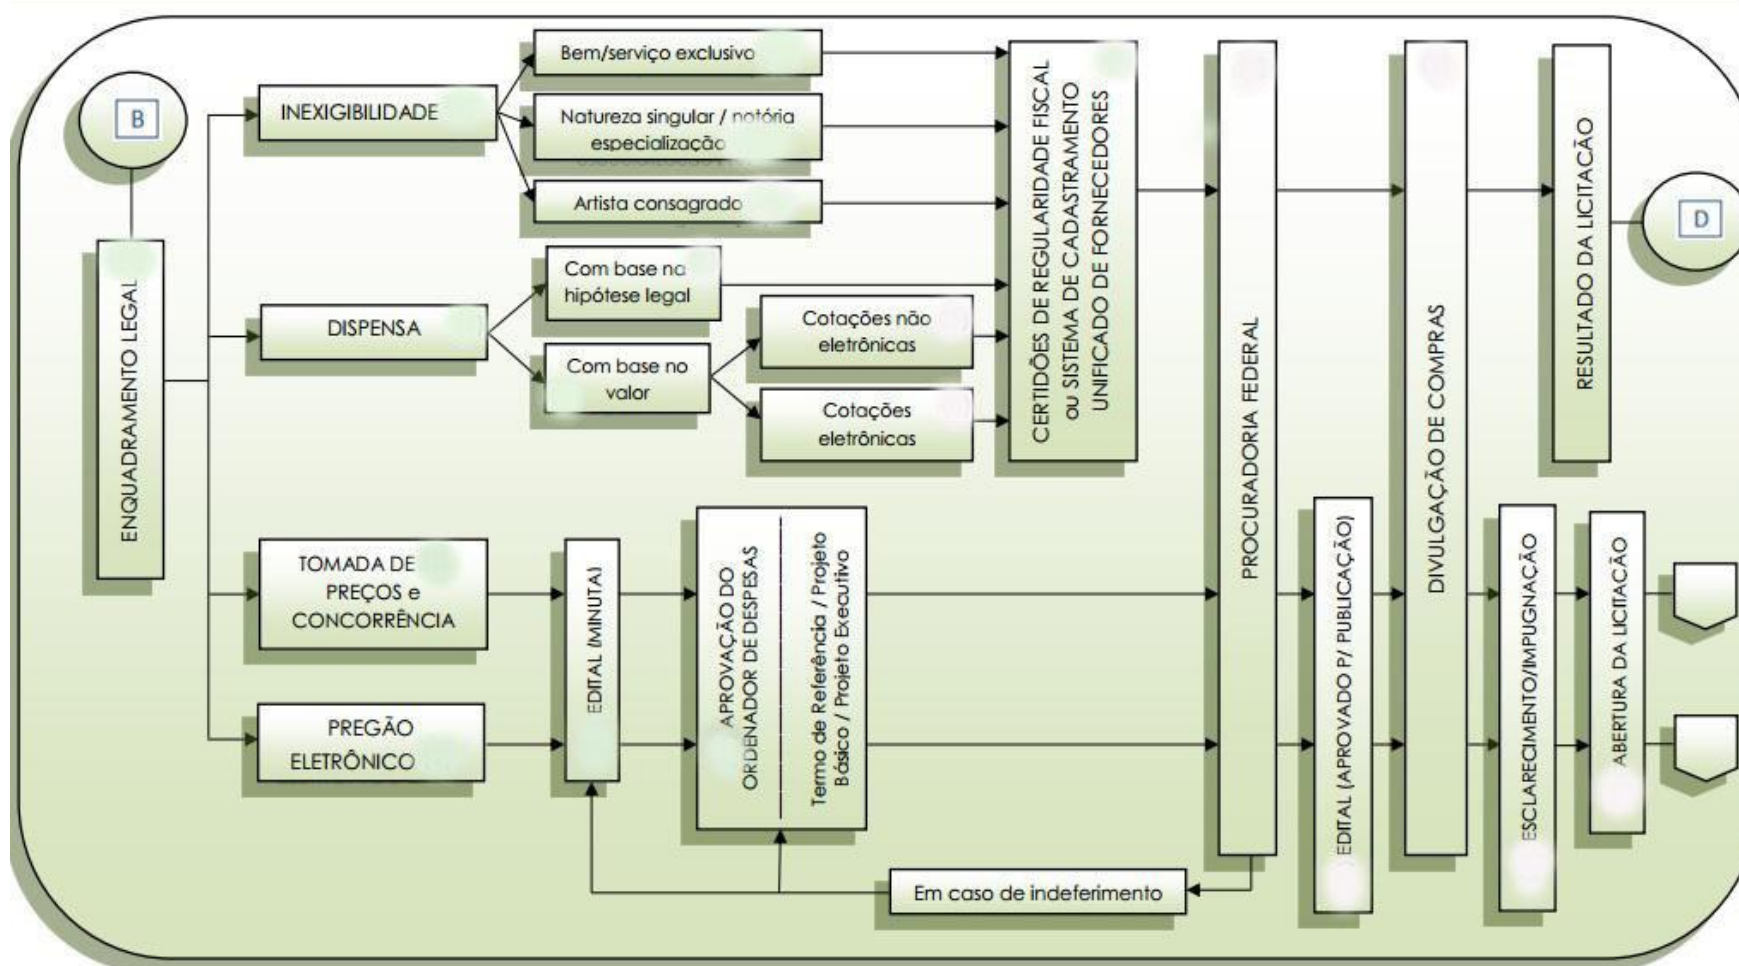 B
ENQUADRAMENTO LEGAL
INEXIGIBILIDADE
Bem/serviço exclusivo
Natureza singular / notória
especialização
Artista consagrado
DISPENSA
Com base na
hipótese legal
Com base no
valor
Cotações não
eletrônicas
Cotações
eletrônicas
CERTIDÕES DE REGULARIDADE FISCAL
ou SISTEMA DE CADASTRAMENTO
UNIFICADO DE FORNECEDORES
PROCURADORIA FEDERAL
DIVULGAÇÃO DE COMPRAS
RESULTADO DA LICITACÃO
D
TOMADA DE
PREÇOS e
CONCORRÊNCIA
PREGÃO
ELETRÔNICO
EDITAL (MINUTA)
APROVAÇÃO DO
ORDENADOR DE DESPESAS
Termo de Referência / Projeto
Básico / Projeto Executivo
EDITAL (APROVADO P/ PUBLICAÇÃO)
ESCLARECIMENTO/IMPUGNAÇÃO
ABERTURA DA LICITAÇÃO
Em caso de indeferimento